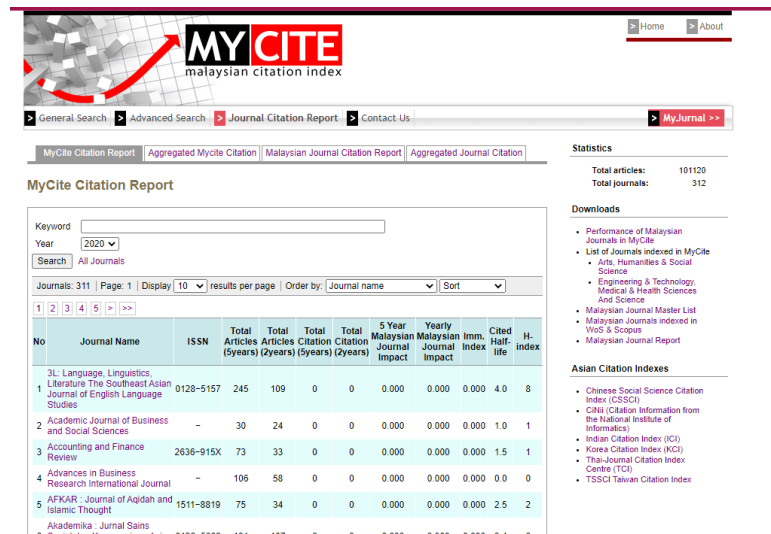 Home
About
MY CITE
malaysian citation index
General Search
Advanced Search
Journal Citation Report
Contact Us
MyJurnal >>
MyCite Citation Report
Aggregated Mycite Citation
Malaysian Journal Citation Report
Aggregated Journal Citation
MyCite Citation Report
Keyword
Year 2020
Search All Journals
Journals: 311 | Page: 1 | Display 10 results per page | Order by: Journal name Sort
1 2 3 4 5 > >>
No Journal Name ISSN Total Articles (5years) Total Articles (2years) Total Citation (5years) Total Citation (2years) 5 Year Malaysian Journal Impact Yearly Malaysian Journal Impact Imm. Index Cited Half-life H-index
1 3L: Language, Linguistics, Literature The Southeast Asian Journal of English Language Studies 0128-5157 245 109 0 0 0.000 0.000 0.000 4.0 8
2 Academic Journal of Business and Social Sciences - 30 24 0 0 0.000 0.000 0.000 1.0 1
3 Accounting and Finance Review 2636-915X 73 33 0 0 0.000 0.000 0.000 1.5 1
4 Advances in Business Research International Journal - 106 58 0 0 0.000 0.000 0.000 0.0 0
5 AFKAR : Journal of Aqidah and Islamic Thought 1511-8819 75 34 0 0 0.000 0.000 0.000 2.5 2
Akademika : Jurnal Sains
Statistics
Total articles: 101120
Total journals: 312
Downloads
Performance of Malaysian
Journals in MyCite
List of Journals indexed in MyCite
Arts, Humanities & Social
Science
Engineering & Technology,
Medical & Health Sciences
And Science
Malaysian Journal Master List
Malaysian Journals indexed in
WoS & Scopus
Malaysian Journal Report
Asian Citation Indexes
Chinese Social Science Citation
Index (CSSCI)
CiNii (Citation Information from
the National Institute of
Informatics)
Indian Citation Index (ICI)
Korea Citation Index (KCI)
Thai-Journal Citation Index
Centre (TCI)
TSSCI Taiwan Citation Index